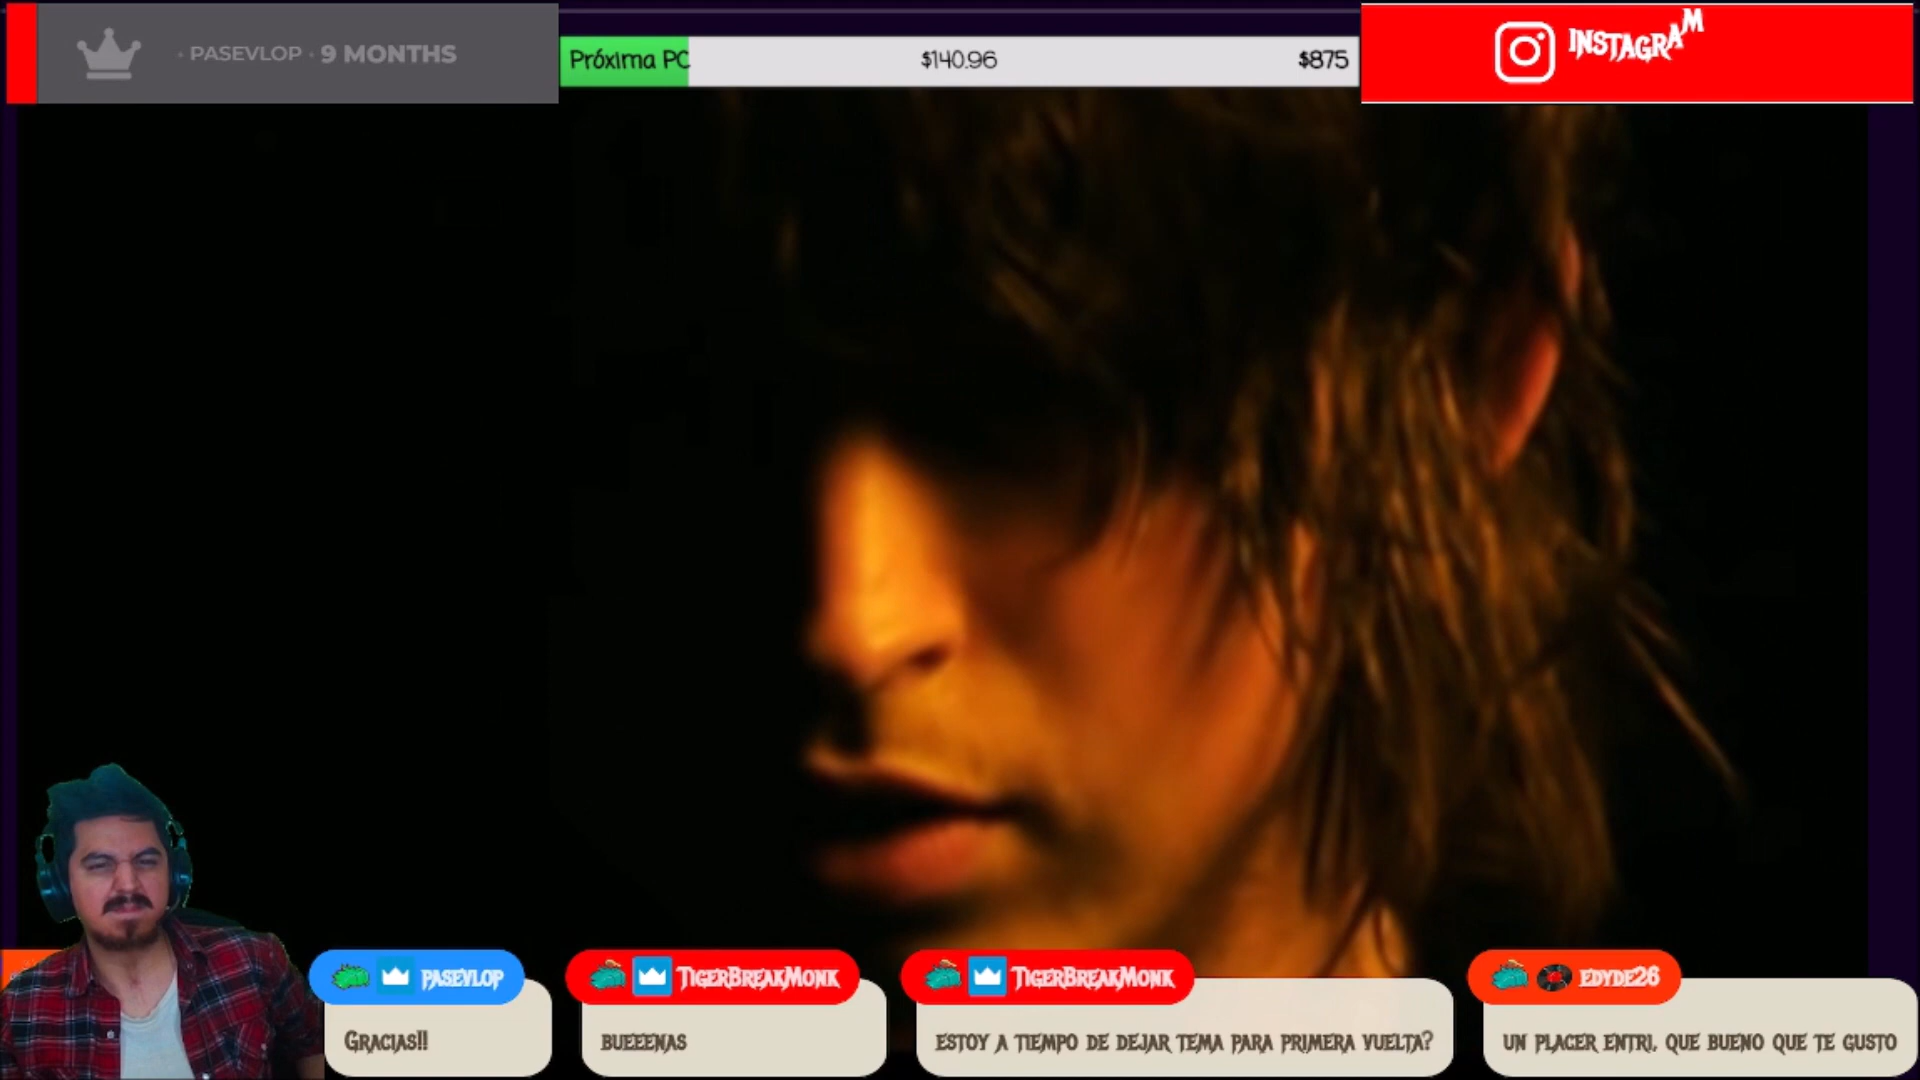 · PASEVLOP · 9 MONTHS
Próxima PC $140.96 $875
INSTAGRAM
PASEVLOP
GRACIAS!!
TIGERBREAKMONK
BUEEENAS
TIGERBREAKMONK
ESTOY A TIEMPO DE DEJAR TEMA PARA PRIMERA VUELTA?
EDYDE26
UN PLACER ENTRI, QUE BUENO QUE TE GUSTO